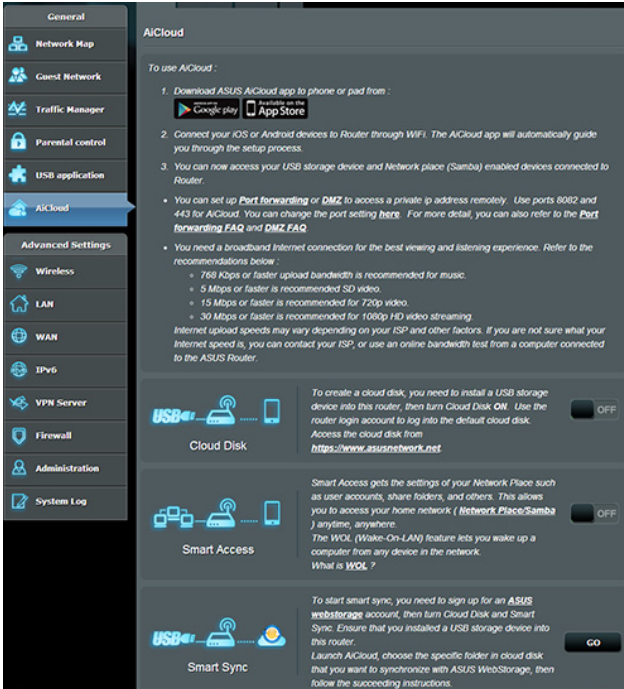 General
Network Map
Guest Network
Traffic Manager
Parental control
USB application
AiCloud
Advanced Settings
Wireless
LAN
WAN
IPv6
VPN Server
Firewall
Administration
System Log
AiCloud
To use AiCloud :
1. Download ASUS AiCloud app to phone or pad from :
Google play
Available on the
App Store
2. Connect your iOS or Android devices to Router through WiFi. The AiCloud app will automatically guide
you through the setup process.
3. You can now access your USB storage device and Network place (Samba) enabled devices connected to
Router.
• You can set up Port forwarding or DMZ to access a private ip address remotely. Use ports 8082 and
443 for AiCloud. You can change the port setting here. For more detail, you can also refer to the Port
forwarding FAQ and DMZ FAQ
• You need a broadband Internet connection for the best viewing and listening experience. Refer to the
recommendations below :
768 Kbps or faster upload bandwidth is recommended for music.
5 Mbps or faster is recommended SD video.
15 Mbps or faster is recommended for 720p video.
30 Mbps or faster is recommended for 1080p HD video streaming.
Internet upload speeds may vary depending on your ISP and other factors. If you are not sure what your
Internet speed is, you can contact your ISP, or use an online bandwidth test from a computer connected
to the ASUS Router.
USB
Cloud Disk
To create a cloud disk, you need to install a USB storage
device into this router, then turn Cloud Disk ON. Use the
router login account to log into the default cloud disk.
Access the cloud disk from
https://www.asusnetwork.net.
OFF
Smart Access
Smart Access gets the settings of your Network Place such
as user accounts, share folders, and others. This allows
you to access your home network ( Network Place/Samba
) anytime, anywhere.
The WOL (Wake-On-LAN) feature lets you wake up a
computer from any device in the network.
What is WOL ?
OFF
USB
Smart Sync
To start smart sync, you need to sign up for an ASUS
webstorage account, then turn Cloud Disk and Smart
Sync. Ensure that you installed a USB storage device into
this router.
Launch AiCloud, choose the specific folder in cloud disk
that you want to synchronize with ASUS WebStorage, then
follow the succeeding instructions.
GO